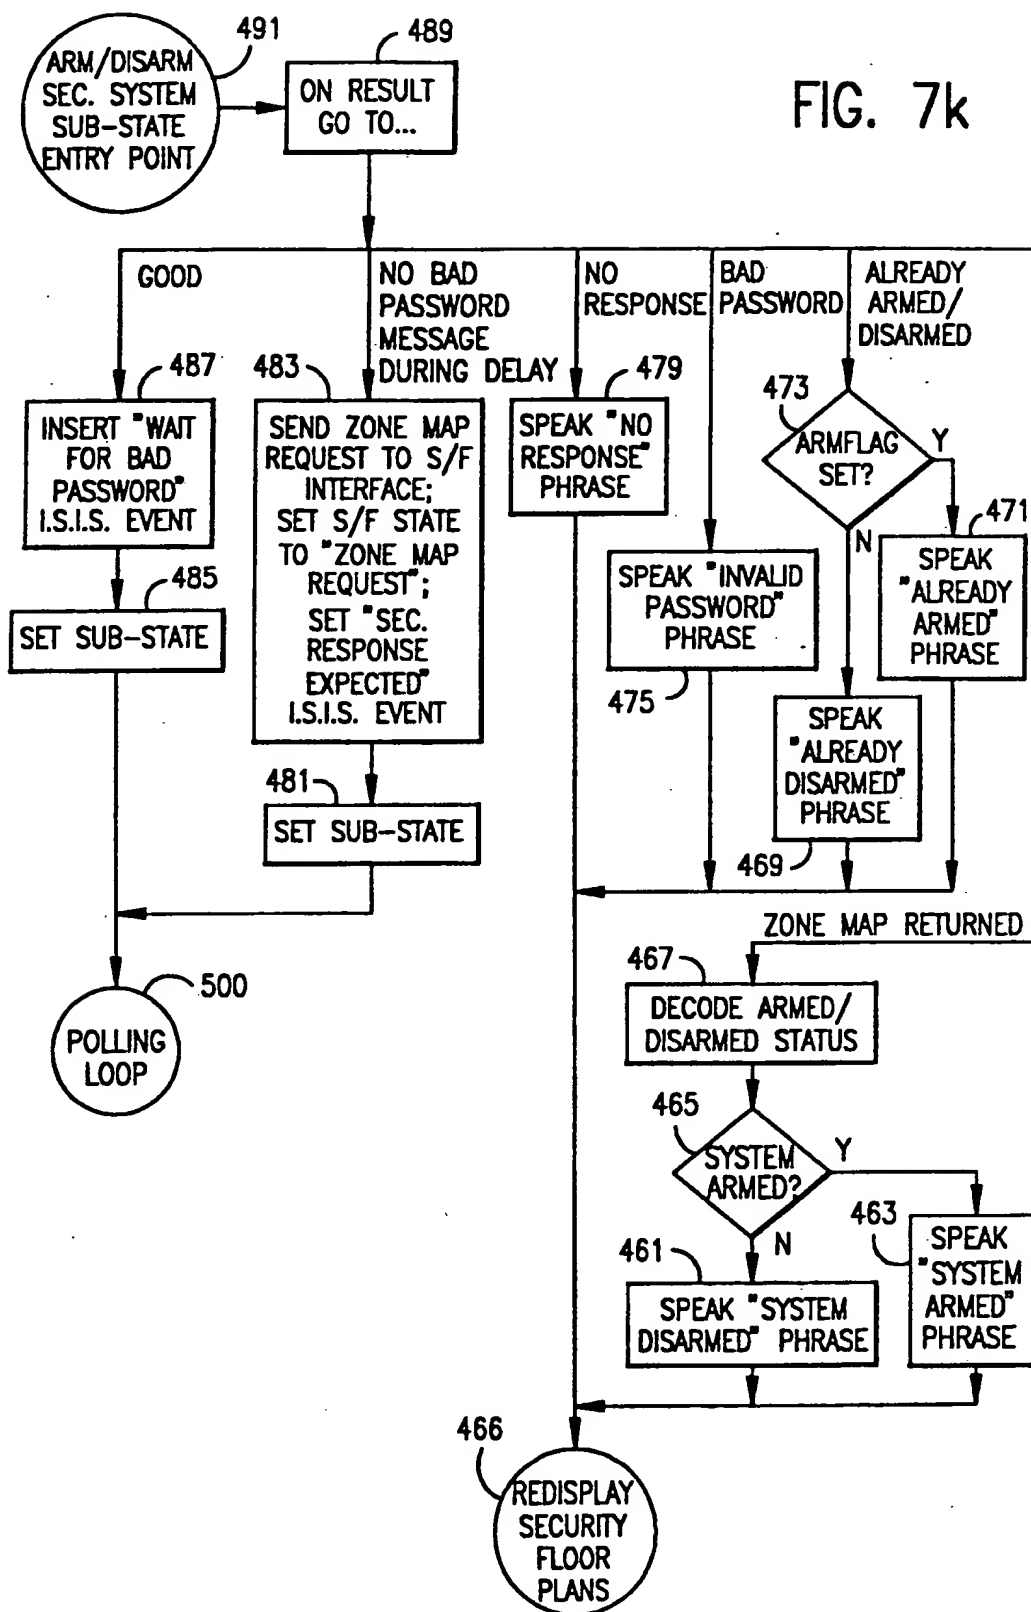 491
ARM/DISARM
SEC. SYSTEM
SUB-STATE
ENTRY POINT
489
ON RESULT
GO TO...
FIG. 7k
GOOD
NO BAD
PASSWORD
MESSAGE
DURING DELAY
NO
RESPONSE
BAD
PASSWORD
ALREADY
ARMED/
DISARMED
487
INSERT "WAIT
FOR BAD
PASSWORD"
I.S.I.S. EVENT
485
SET SUB-STATE
483
SEND ZONE MAP
REQUEST TO S/F
INTERFACE;
SET S/F STATE
TO "ZONE MAP
REQUEST";
SET "SEC.
RESPONSE
EXPECTED"
I.S.I.S. EVENT
481
SET SUB-STATE
479
SPEAK "NO
RESPONSE"
PHRASE
SPEAK "INVALID
PASSWORD"
PHRASE
475
473
ARMFLAG
SET?
Y
N
471
SPEAK
"ALREADY
ARMED"
PHRASE
SPEAK
"ALREADY
DISARMED"
PHRASE
469
500
POLLING
LOOP
ZONE MAP RETURNED
467
DECODE ARMED/
DISARMED STATUS
465
SYSTEM
ARMED?
Y
N
463
SPEAK
"SYSTEM
ARMED"
PHRASE
461
SPEAK "SYSTEM
DISARMED" PHRASE
466
REDISPLAY
SECURITY
FLOOR
PLANS